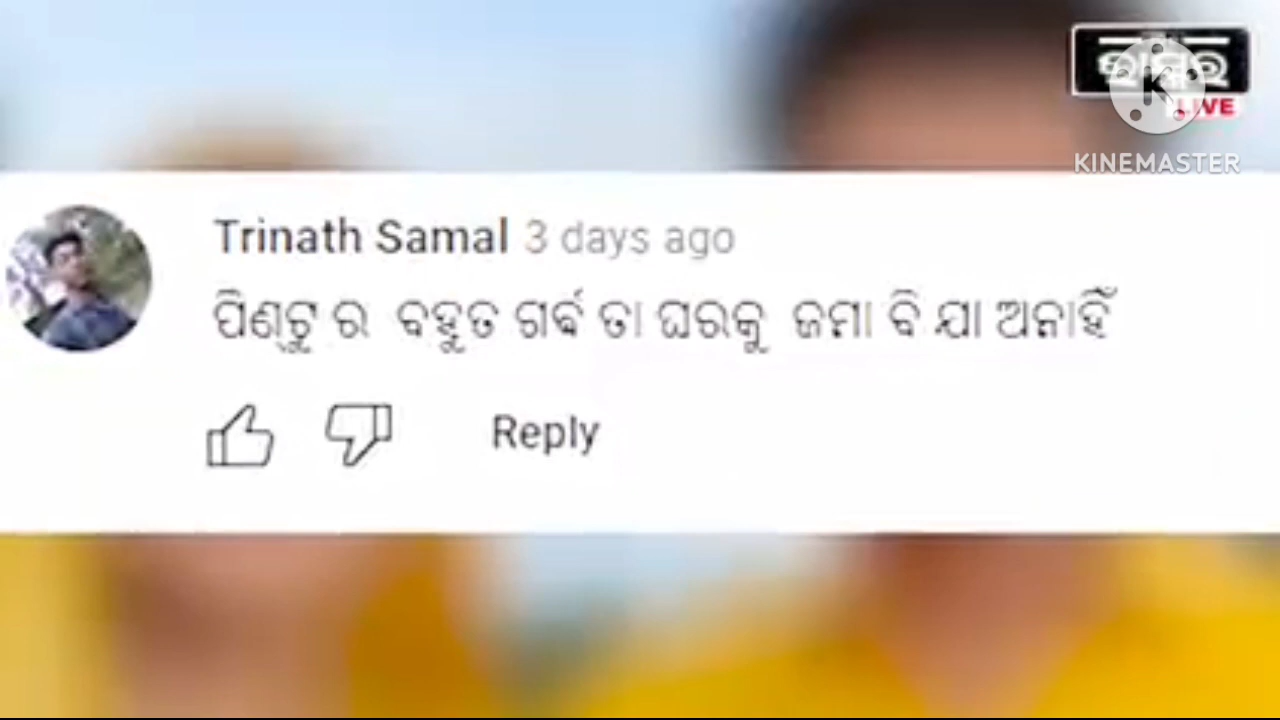 LIVE
KINEMASTER
Trinath Samal 3 days ago
ପିଣ୍ଟୁ ର ବହୁତ ଗର୍ବ ତା ଘରକୁ ଜମା ବି ଯା ଅନାହିଁ
Reply